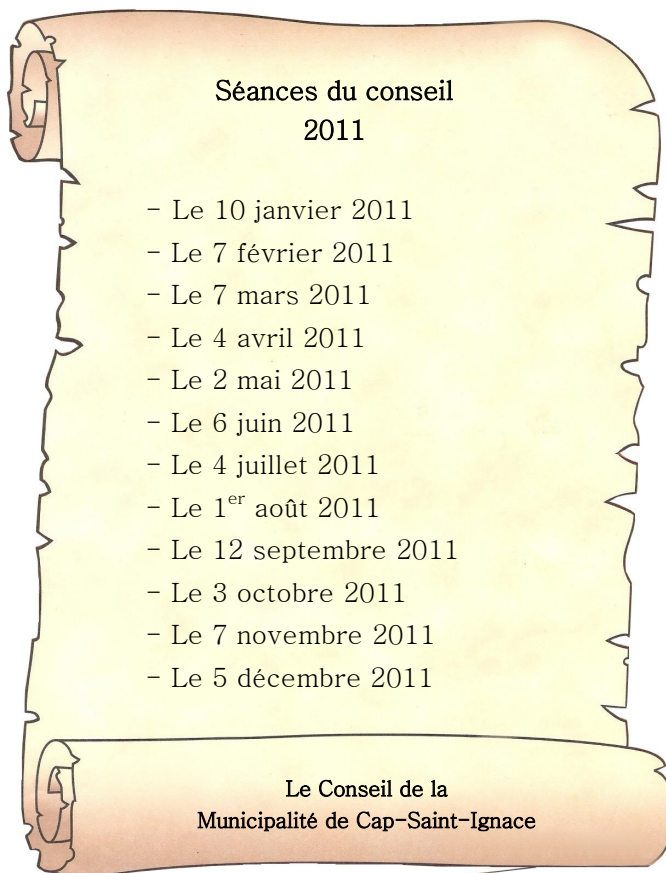 Séances du conseil
2011
- Le 10 janvier 2011
- Le 7 février 2011
- Le 7 mars 2011
- Le 4 avril 2011
- Le 2 mai 2011
- Le 6 juin 2011
- Le 4 juillet 2011
- Le 1er août 2011
- Le 12 septembre 2011
- Le 3 octobre 2011
- Le 7 novembre 2011
- Le 5 décembre 2011
Le Conseil de la
Municipalité de Cap-Saint-Ignace